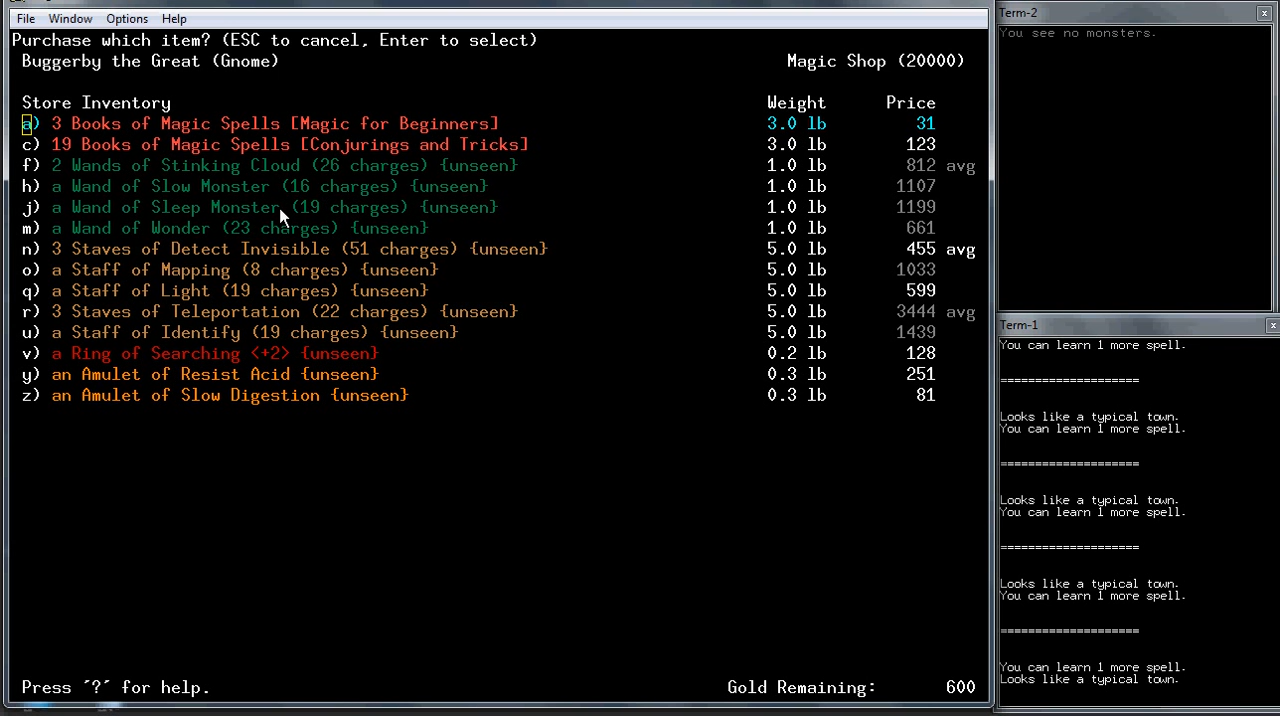 File Window Options Help
Purchase which item? (ESC to cancel, Enter to select)
Buggerby the Great (Gnome) Magic Shop (20000)
Store Inventory Weight Price
a) 3 Books of Magic Spells [Magic for Beginners] 3.0 lb 31
c) 19 Books of Magic Spells [Conjurings and Tricks] 3.0 lb 123
f) 2 Wands of Stinking Cloud (26 charges) {unseen} 1.0 lb 812 avg
h) a Wand of Slow Monster (16 charges) {unseen} 1.0 lb 1107
j) a Wand of Sleep Monster (19 charges) {unseen} 1.0 lb 1199
m) a Wand of Wonder (23 charges) {unseen} 1.0 lb 661
n) 3 Staves of Detect Invisible (51 charges) {unseen} 5.0 lb 455 avg
o) a Staff of Mapping (8 charges) {unseen} 5.0 lb 1033
q) a Staff of Light (19 charges) {unseen} 5.0 lb 599
r) 3 Staves of Teleportation (22 charges) {unseen} 5.0 lb 3444 avg
u) a Staff of Identify (19 charges) {unseen} 5.0 lb 1439
v) a Ring of Searching <+2> {unseen} 0.2 lb 128
y) an Amulet of Resist Acid {unseen} 0.3 lb 251
z) an Amulet of Slow Digestion {unseen} 0.3 lb 81
Press '?' for help. Gold Remaining: 600
Term-2
You see no monsters.
Term-1
You can learn 1 more spell.
====================
Looks like a typical town.
You can learn 1 more spell.
====================
Looks like a typical town.
You can learn 1 more spell.
====================
Looks like a typical town.
You can learn 1 more spell.
====================
You can learn 1 more spell.
Looks like a typical town.